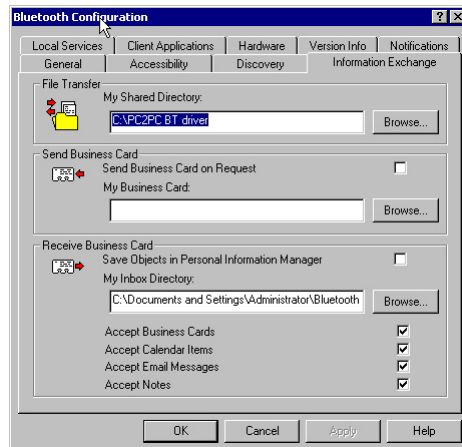 Bluetooth Configuration
Local Services Client Applications Hardware Version Info Notifications
General Accessibility Discovery Information Exchange
File Transfer
My Shared Directory:
C:\PC2PC BT driver Browse...
Send Business Card
Send Business Card on Request
My Business Card:
Browse...
Receive Business Card
Save Objects in Personal Information Manager
My Inbox Directory:
C:\Documents and Settings\Administrator\Bluetooth Browse...
Accept Business Cards
Accept Calendar Items
Accept Email Messages
Accept Notes
OK Cancel Apply Help